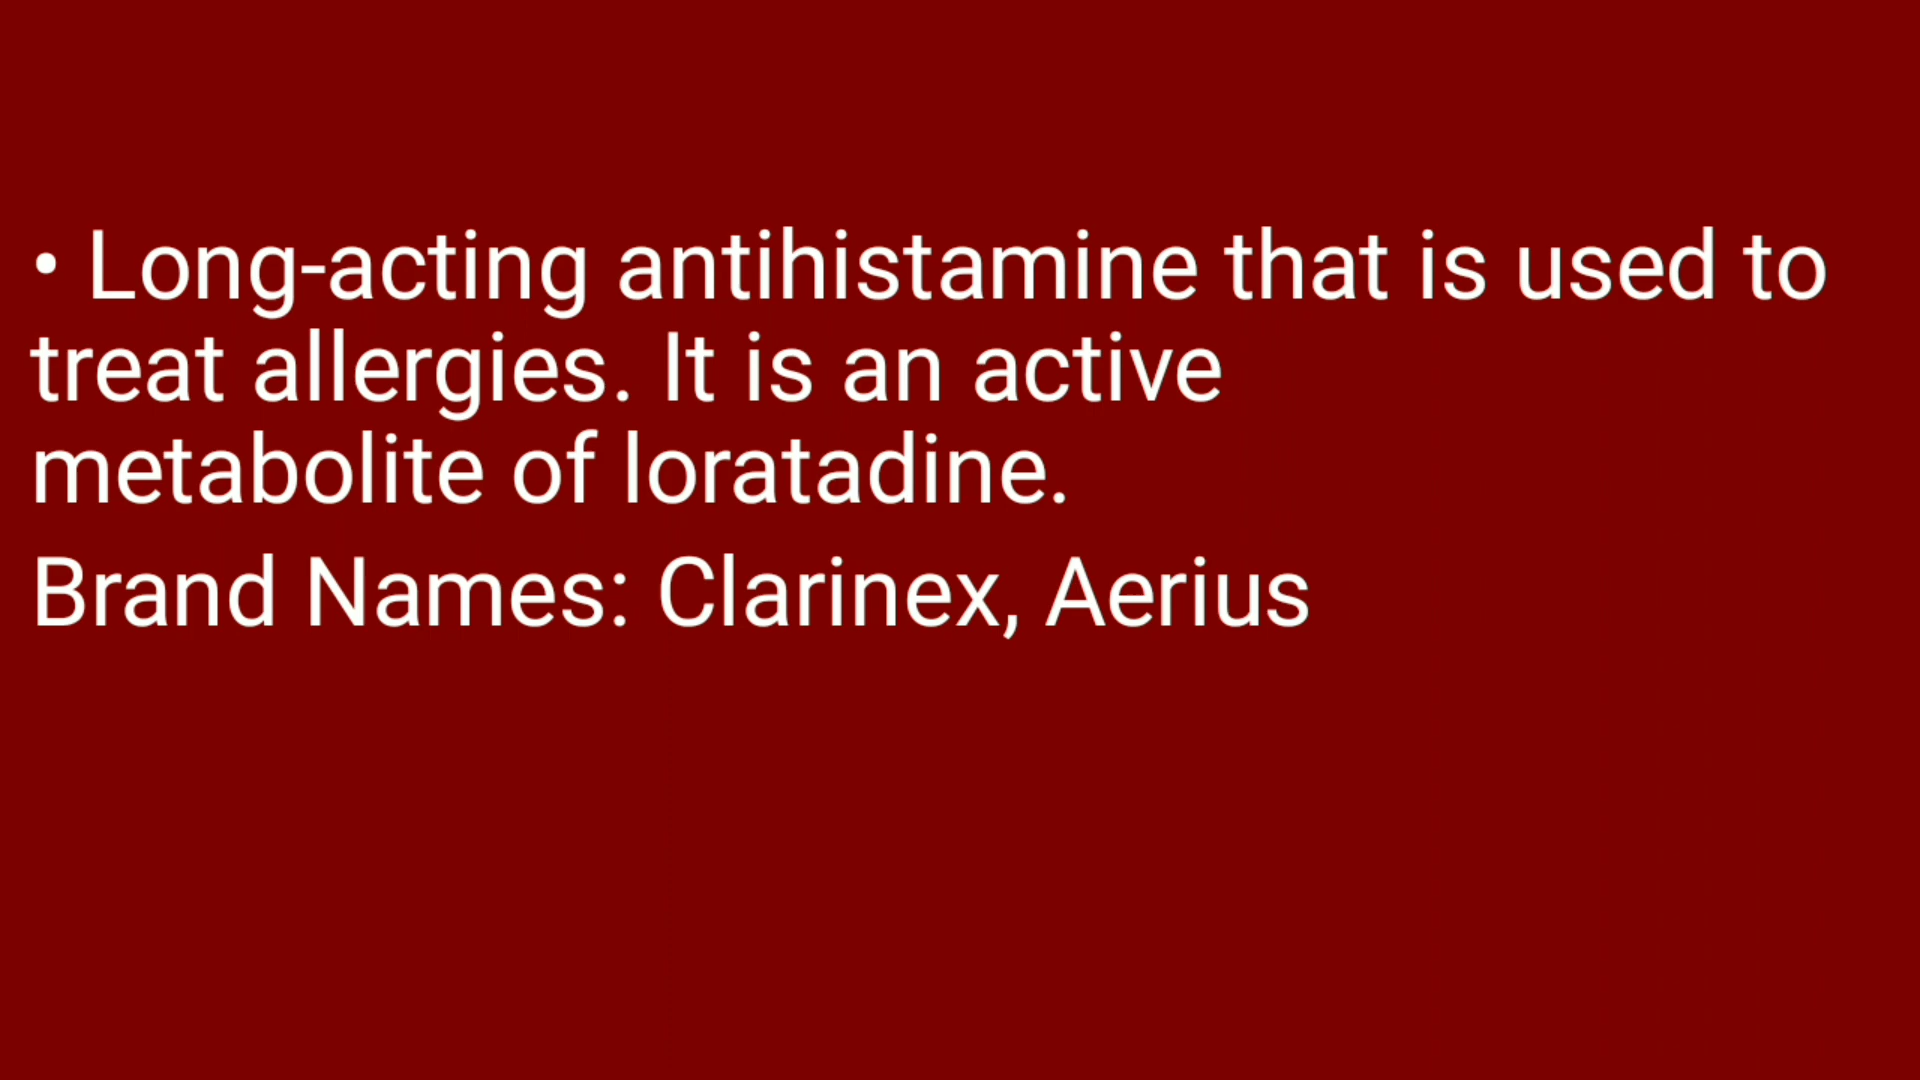 • Long-acting antihistamine that is used to
treat allergies. It is an active
metabolite of loratadine.
Brand Names: Clarinex, Aerius